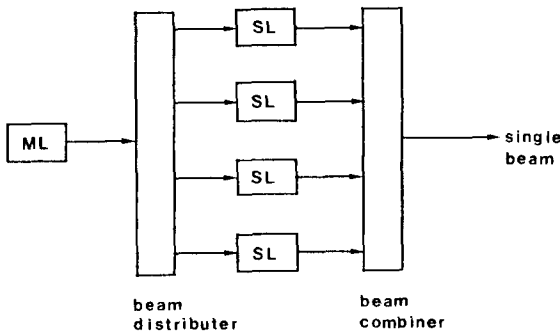 SL
SL
ML
single
beam
SL
SL
beam
distributer
beam
combiner